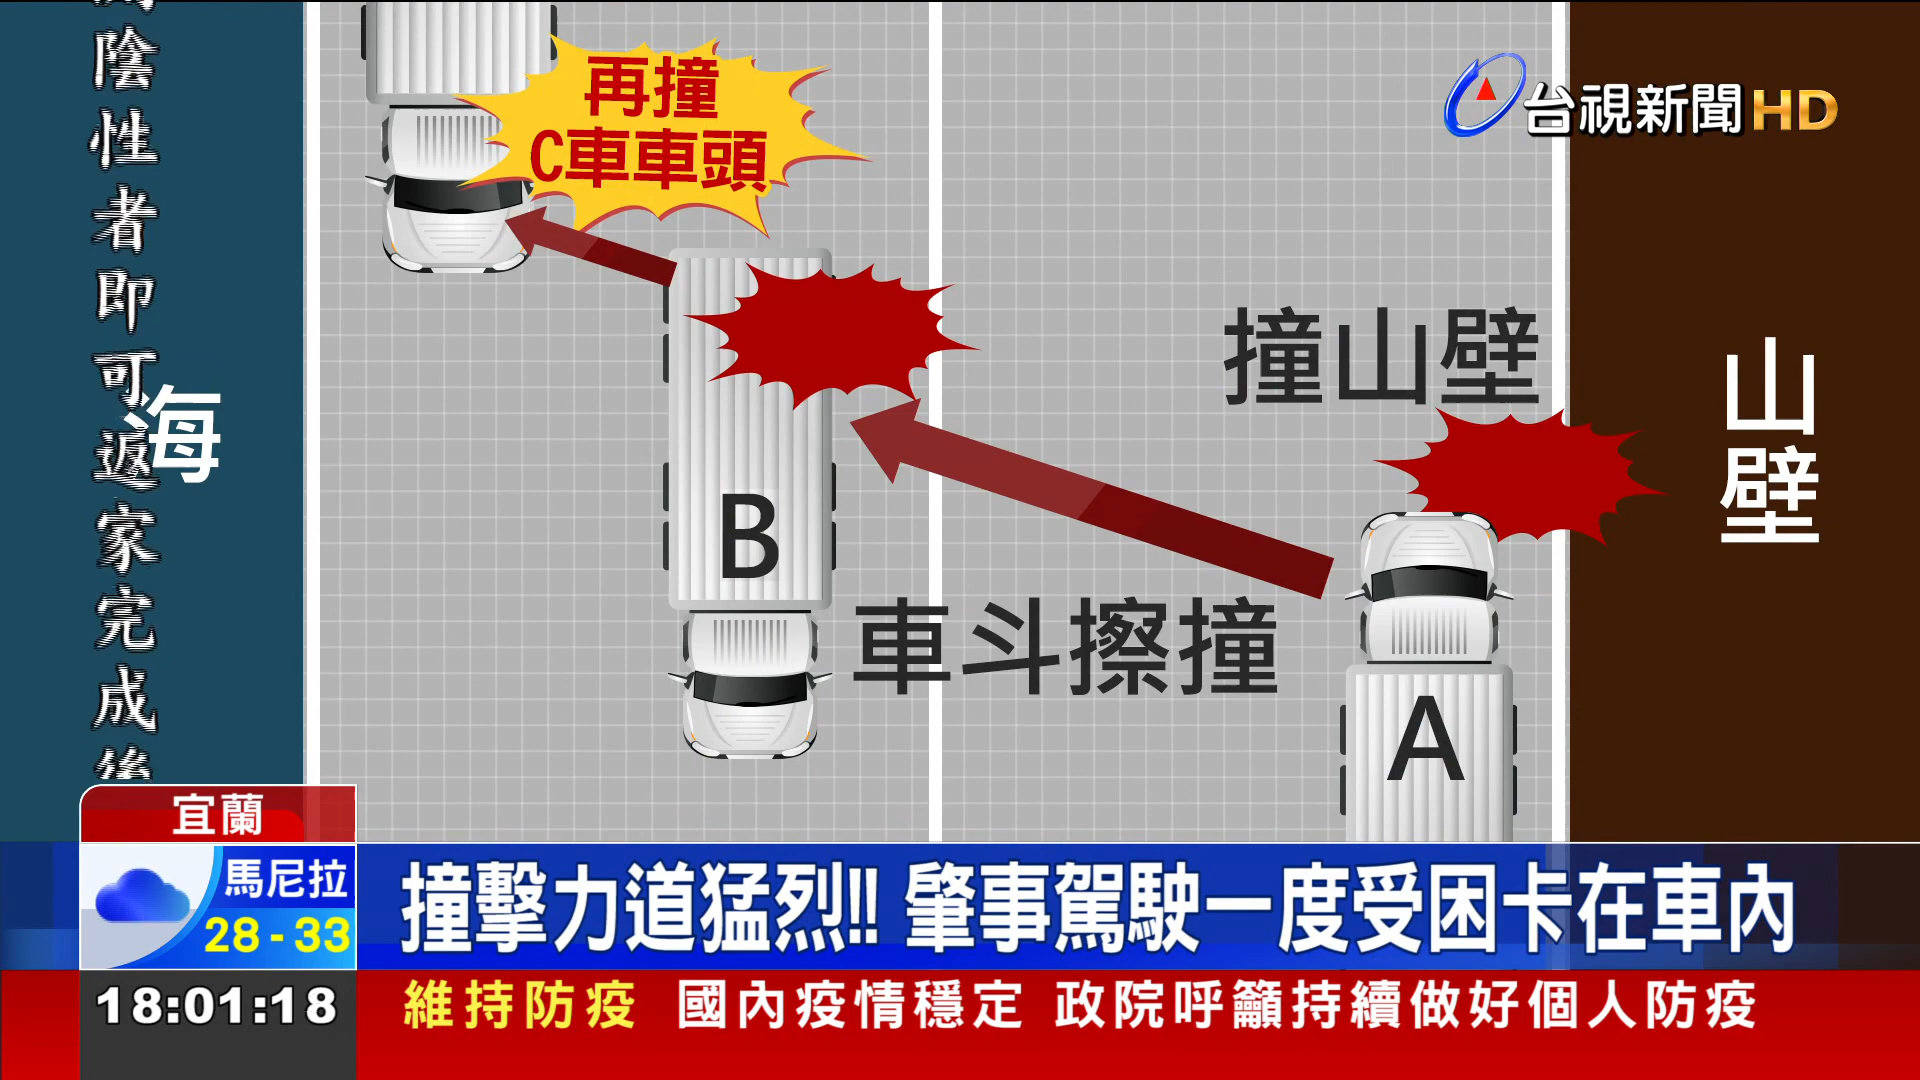 陰性者即可返家完成後
再撞
C車車頭
台視新聞HD
撞山壁
海
山壁
B
車斗擦撞
A
宜蘭
馬尼拉
28-33
撞擊力道猛烈!! 肇事駕駛一度受困卡在車內
18:01:18
維持防疫 國內疫情穩定 政院呼籲持續做好個人防疫